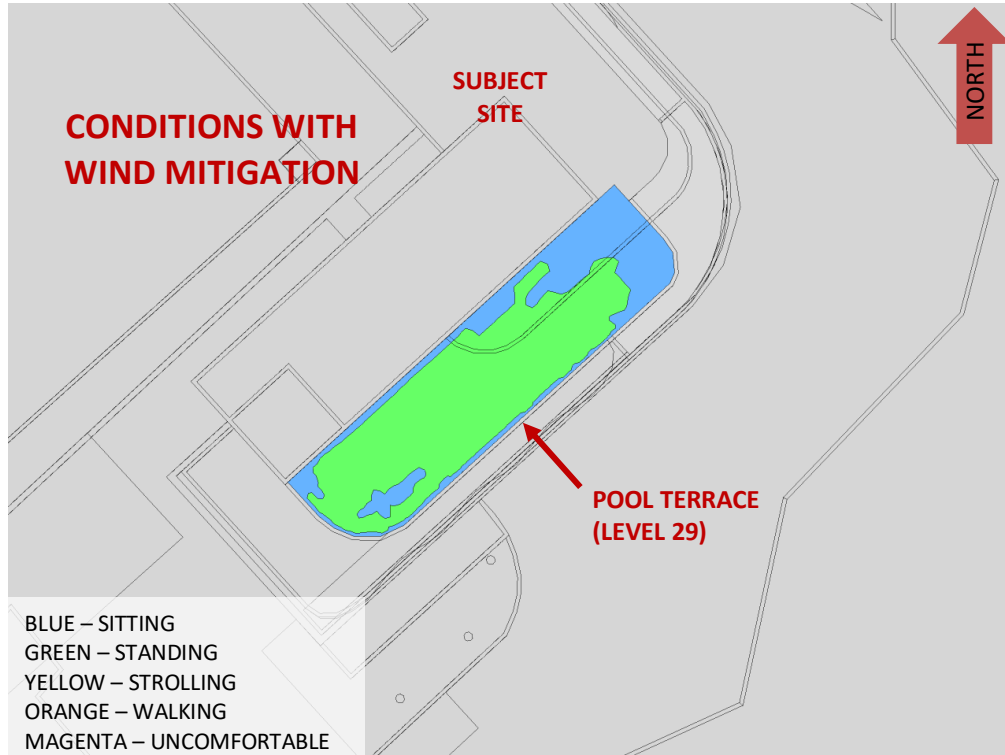 NORTH
SUBJECT
SITE
CONDITIONS WITH
WIND MITIGATION
POOL TERRACE
(LEVEL 29)
BLUE – SITTING
GREEN – STANDING
YELLOW – STROLLING
ORANGE – WALKING
MAGENTA – UNCOMFORTABLE